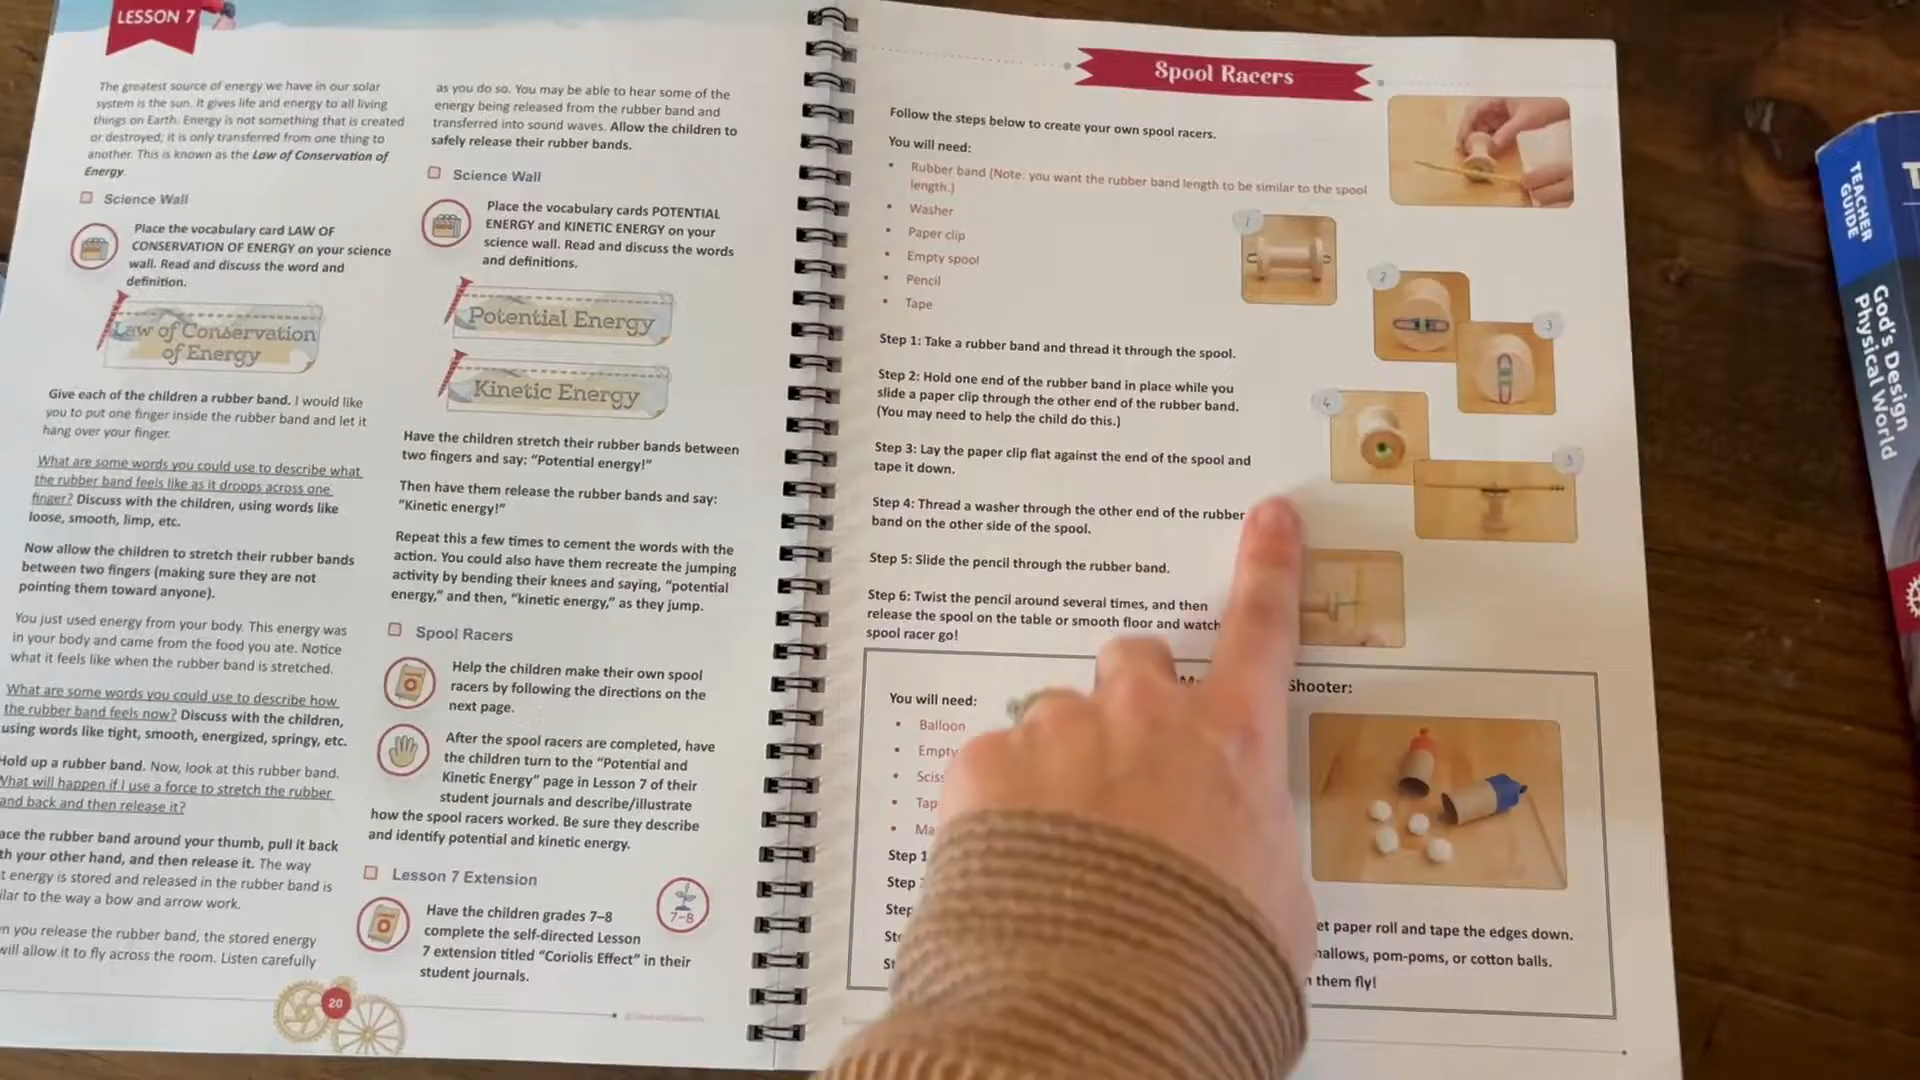 LESSON 7
The greatest source of energy we have in our solar
system is the sun. It gives life and energy to all living
things on Earth. Energy is not something that is created
or destroyed; it is only transferred from one thing to
another. This is known as the Law of Conservation of
Energy.
Science Wall
Place the vocabulary card LAW OF
CONSERVATION OF ENERGY on your science
wall. Read and discuss the word and
definition.
Law of Conservation
of Energy
Give each of the children a rubber band. I would like
you to put one finger inside the rubber band and let it
hang over your finger.
What are some words you could use to describe what
the rubber band feels like as it droops across one
finger? Discuss with the children, using words like
loose, smooth, limp, etc.
Now allow the children to stretch their rubber bands
between two fingers (making sure they are not
pointing them toward anyone).
You just used energy from your body. This energy was
in your body and came from the food you ate. Notice
what it feels like when the rubber band is stretched.
What are some words you could use to describe how
the rubber band feels now? Discuss with the children,
using words like tight, smooth, energized, springy, etc.
Hold up a rubber band. Now, look at this rubber band.
What will happen if I use a force to stretch the rubber
and back and then release it?
ace the rubber band around your thumb, pull it back
th your other hand, and then release it. The way
t energy is stored and released in the rubber band is
ilar to the way a bow and arrow work.
n you release the rubber band, the stored energy
will allow it to fly across the room. Listen carefully
20
as you do so. You may be able to hear some of the
energy being released from the rubber band and
transferred into sound waves. Allow the children to
safely release their rubber bands.
Science Wall
Place the vocabulary cards POTENTIAL
ENERGY and KINETIC ENERGY on your
science wall. Read and discuss the words
and definitions.
Potential Energy
Kinetic Energy
Have the children stretch their rubber bands between
two fingers and say: “Potential energy!”
Then have them release the rubber bands and say:
“Kinetic energy!”
Repeat this a few times to cement the words with the
action. You could also have them recreate the jumping
activity by bending their knees and saying, “potential
energy,” and then, “kinetic energy,” as they jump.
Spool Racers
Help the children make their own spool
racers by following the directions on the
next page.
After the spool racers are completed, have
the children turn to the “Potential and
Kinetic Energy” page in Lesson 7 of their
student journals and describe/illustrate
how the spool racers worked. Be sure they describe
and identify potential and kinetic energy.
Lesson 7 Extension
Have the children grades 7–8
complete the self-directed Lesson
7 extension titled “Coriolis Effect” in their
student journals.
7–8
Spool Racers
Follow the steps below to create your own spool racers.
You will need:
• Rubber band (Note: you want the rubber band length to be similar to the spool
length.)
• Washer
• Paper clip
• Empty spool
• Pencil
• Tape
Step 1: Take a rubber band and thread it through the spool.
Step 2: Hold one end of the rubber band in place while you
slide a paper clip through the other end of the rubber band.
(You may need to help the child do this.)
Step 3: Lay the paper clip flat against the end of the spool and
tape it down.
Step 4: Thread a washer through the other end of the rubber
band on the other side of the spool.
Step 5: Slide the pencil through the rubber band.
Step 6: Twist the pencil around several times, and then
release the spool on the table or smooth floor and watch
spool racer go!
1
2
3
4
5
Shooter:
You will need:
• Balloon
• Empty
• Sciss
• Tap
• Ma
Step 1
Step
Step
et paper roll and tape the edges down.
hallows, pom-poms, or cotton balls.
them fly!
TEACHER
GUIDE
God's Design
Physical World